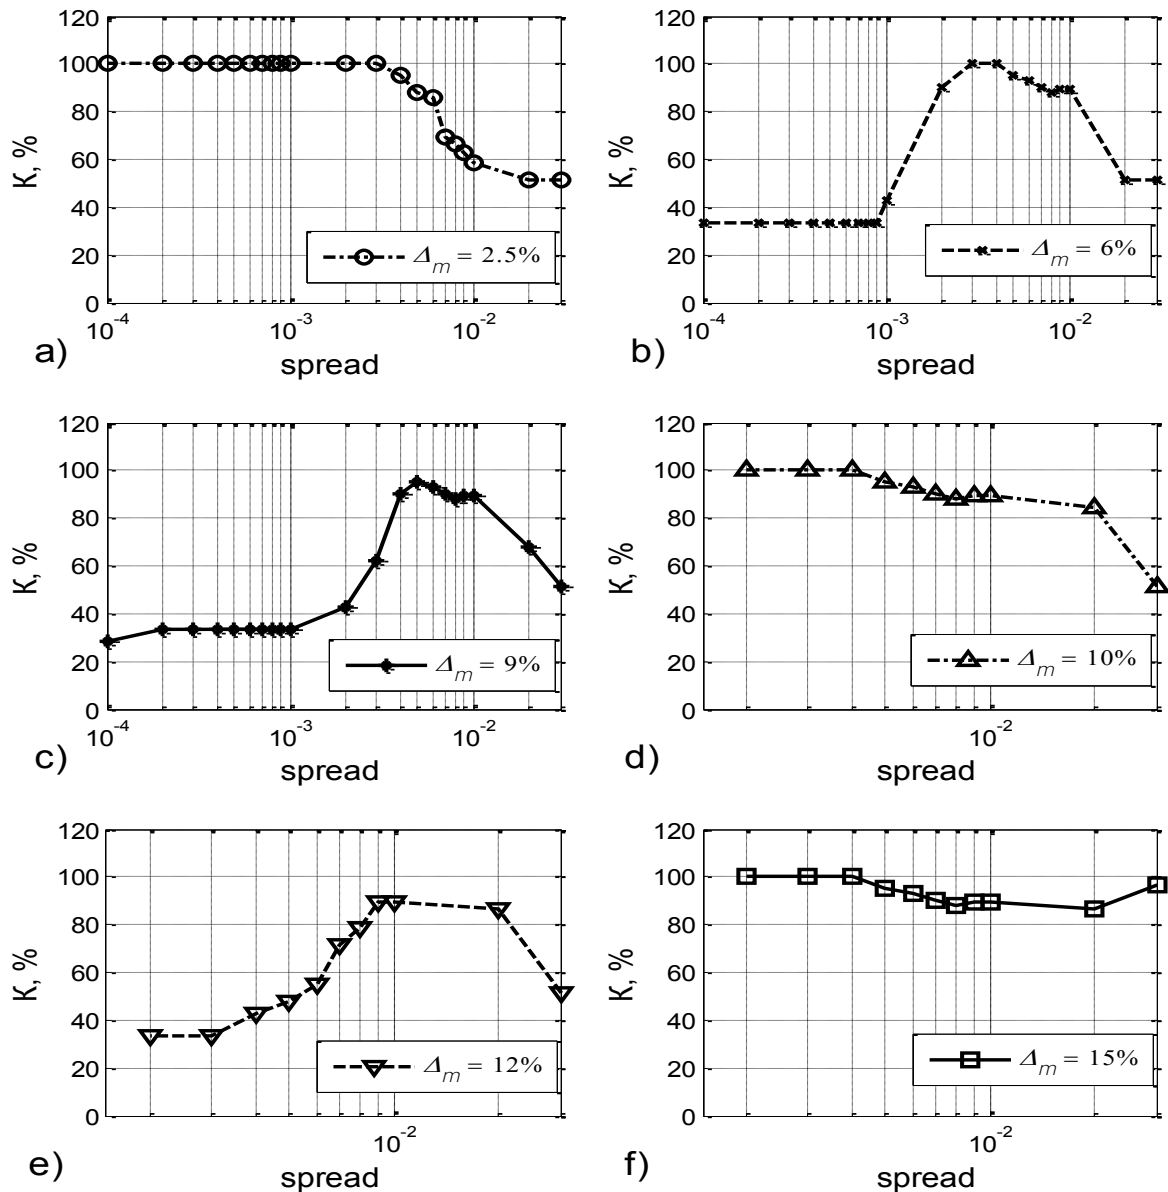 120
100
80
60
40
20
0
K, %
Δm = 2.5%
10-4
10-3
10-2
a)
spread
120
100
80
60
40
20
0
K, %
Δm = 6%
10-4
10-3
10-2
b)
spread
120
100
80
60
40
20
0
K, %
Δm = 9%
10-4
10-3
10-2
c)
spread
120
100
80
60
40
20
0
K, %
Δm = 10%
10-2
d)
spread
120
100
80
60
40
20
0
K, %
Δm = 12%
10-2
e)
spread
120
100
80
60
40
20
0
K, %
Δm = 15%
10-2
f)
spread